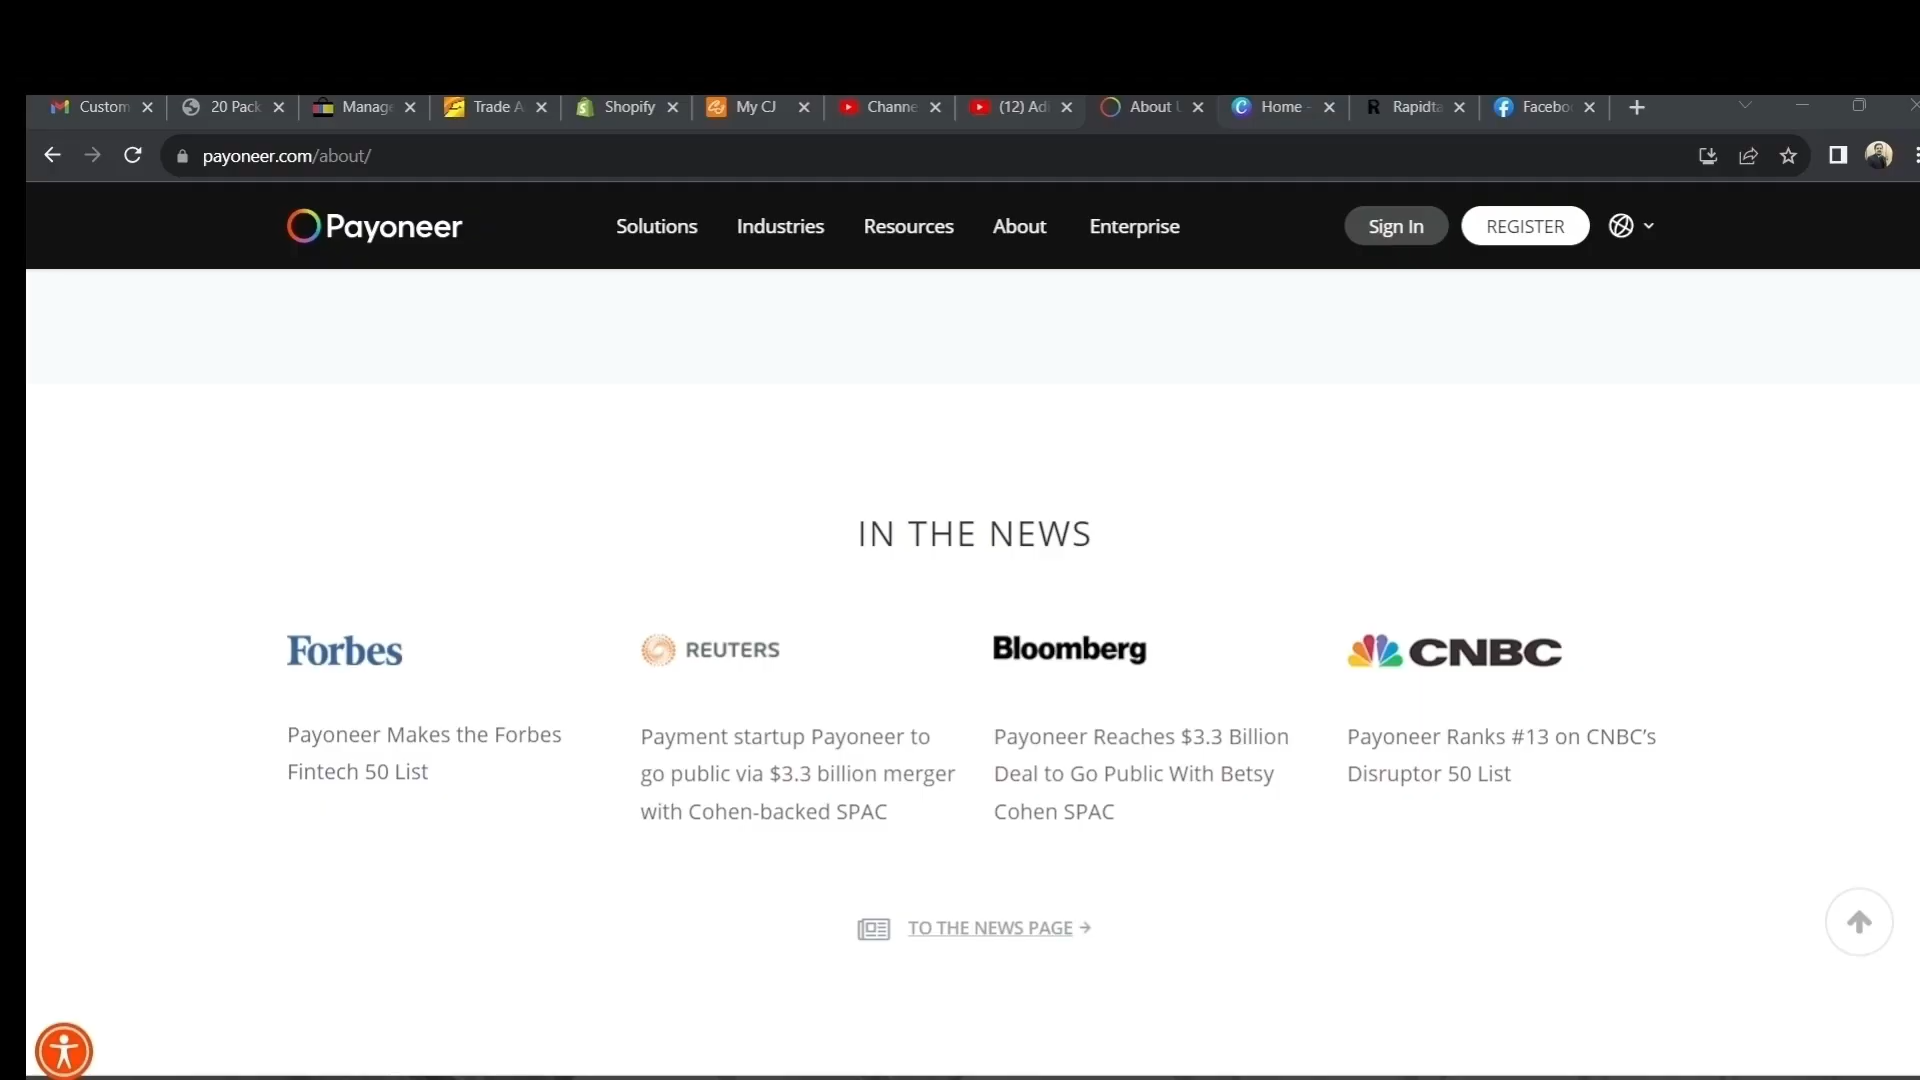 Custom 20 Pack Manage Trade A Shopify My CJ Channe (12) Ad About U Home - Rapidta Facebo
payoneer.com/about/
Payoneer Solutions Industries Resources About Enterprise Sign In REGISTER
IN THE NEWS
Forbes
Payoneer Makes the Forbes
Fintech 50 List
REUTERS
Payment startup Payoneer to
go public via $3.3 billion merger
with Cohen-backed SPAC
Bloomberg
Payoneer Reaches $3.3 Billion
Deal to Go Public With Betsy
Cohen SPAC
CNBC
Payoneer Ranks #13 on CNBC’s
Disruptor 50 List
TO THE NEWS PAGE